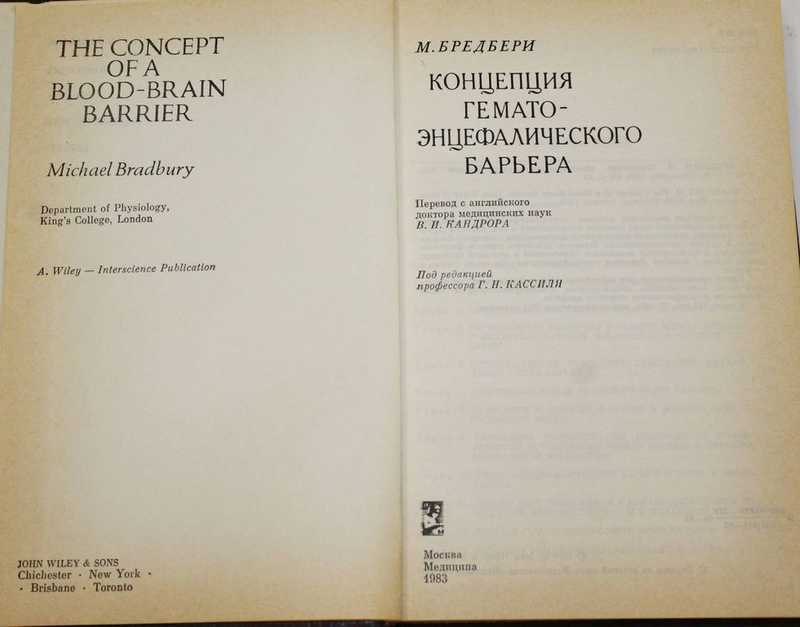 THE CONCEPT
OF A
BLOOD-BRAIN
BARRIER
Michael Bradbury
Department of Physiology,
King's College, London
A. Wiley — Interscience Publication
JOHN WILEY & SONS
Chichester · New York ·
· Brisbane · Toronto
М. БРЕДБЕРИ
КОНЦЕПЦИЯ
ГЕМАТО-
ЭНЦЕФАЛИЧЕСКОГО
БАРЬЕРА
Перевод с английского
доктора медицинских наук
В. И. КАНДРОРА
Под редакцией
профессора Г. Н. КАССИЛЯ
Москва
Медицина
1983